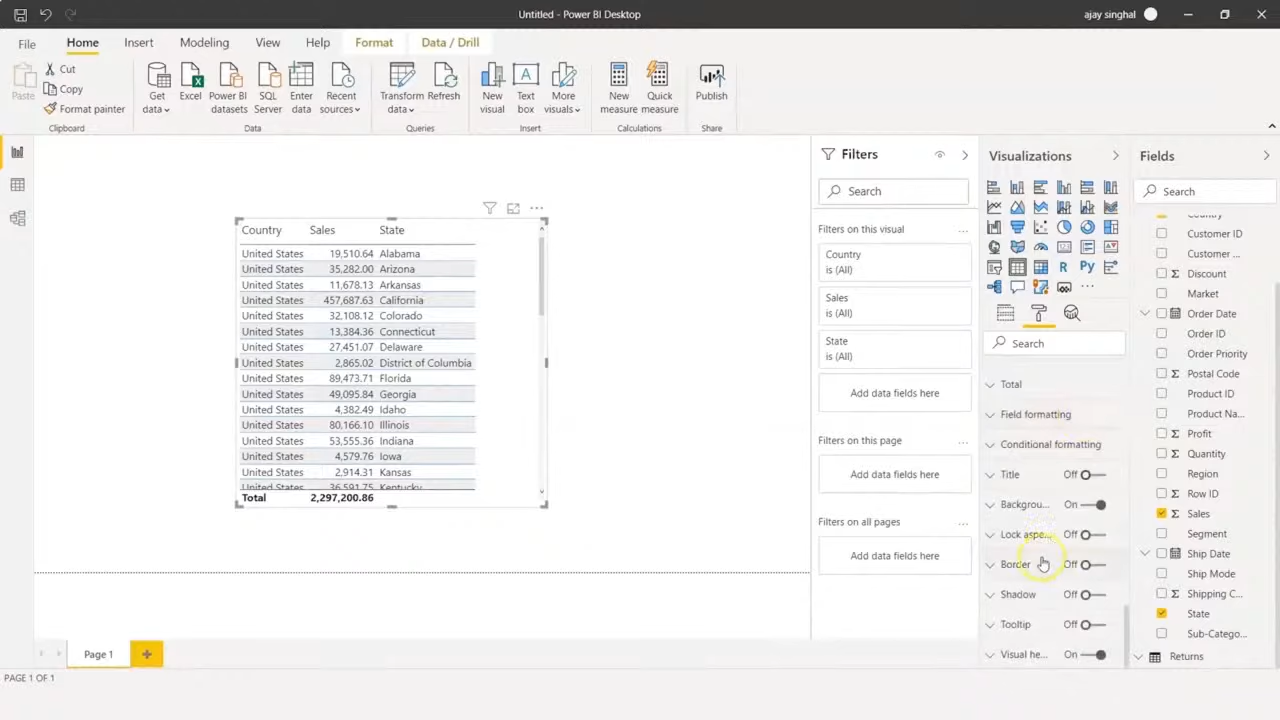 Untitled - Power BI Desktop
ajay singhal
File Home Insert Modeling View Help Format Data / Drill
Paste
Cut
Copy
Format painter
Clipboard
Get data
Excel
Power BI datasets
SQL Server
Enter data
Recent sources
Data
Transform data
Refresh
Queries
New visual
Text box
More visuals
Insert
New measure
Quick measure
Calculations
Publish
Share
Country Sales State
United States 19,510.64 Alabama
United States 35,282.00 Arizona
United States 11,678.13 Arkansas
United States 457,687.63 California
United States 32,108.12 Colorado
United States 13,384.36 Connecticut
United States 27,451.07 Delaware
United States 2,865.02 District of Columbia
United States 89,473.71 Florida
United States 49,095.84 Georgia
United States 4,382.49 Idaho
United States 80,166.10 Illinois
United States 53,555.36 Indiana
United States 4,579.76 Iowa
United States 2,914.31 Kansas
United States 36,591.75 Kentucky
Total 2,297,200.86
Filters
Search
Filters on this visual ...
Country
is (All)
Sales
is (All)
State
is (All)
Add data fields here
Filters on this page ...
Add data fields here
Filters on all pages ...
Add data fields here
Visualizations
R Py
Search
Total
Field formatting
Conditional formatting
Title Off
Backgrou... On
Lock aspe... Off
Border Off
Shadow Off
Tooltip Off
Visual he... On
Fields
Search
Country
Customer ID
Customer ...
Σ Discount
Market
Order Date
Order ID
Order Priority
Σ Postal Code
Product ID
Product Na...
Σ Profit
Σ Quantity
Region
Σ Row ID
Σ Sales
Segment
Ship Date
Ship Mode
Σ Shipping C...
State
Sub-Catego...
Returns
Page 1
PAGE 1 OF 1